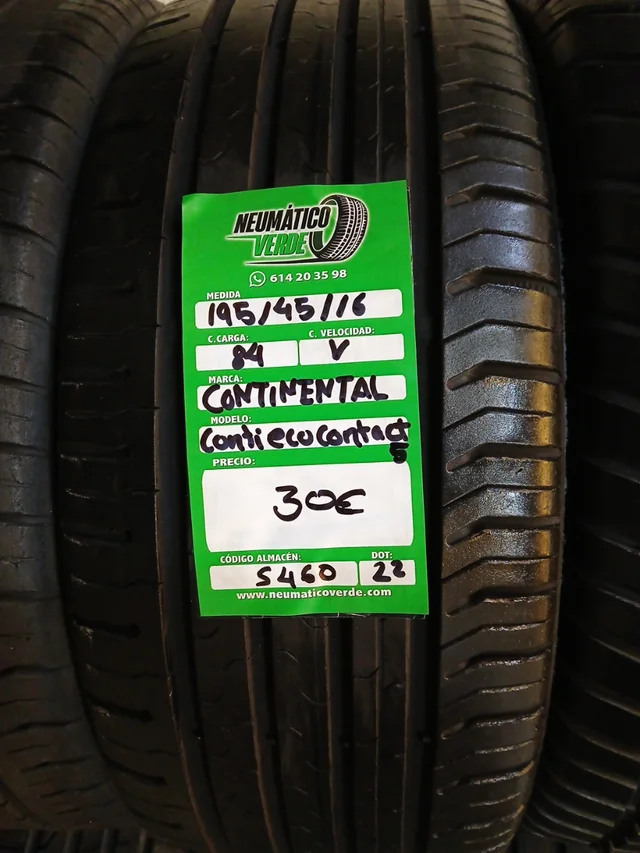 NEUMÁTICO
VERDE
614 20 35 98
MEDIDA
195/45/16
C.CARGA: C. VELOCIDAD:
84 V
MARCA:
CONTINENTAL
MODELO:
Conti eco Contact
5
PRECIO:
30€
CÓDIGO ALMACÉN: DOT:
5460 22
www.neumaticoverde.com